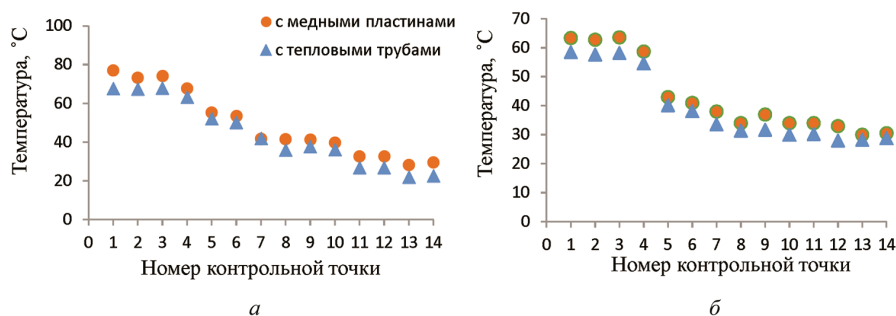 100
80
60
40
20
0
Температура, °С
с медными пластинами
с тепловыми трубами
0 1 2 3 4 5 6 7 8 9 10 11 12 13 14
Номер контрольной точки
а
70
60
50
40
30
20
10
0
Температура, °С
0 1 2 3 4 5 6 7 8 9 10 11 12 13 14
Номер контрольной точки
б